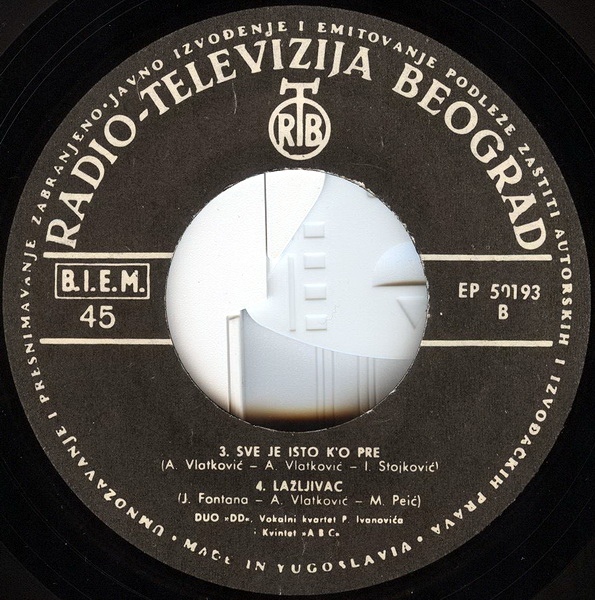 UMNOŽAVANJE I PRESNIMAVANJE ZABRANJENO · JAVNO IZVOĐENJE I EMITOVANJE PODLEŽE ZAŠTITI AUTORSKIH I IZVOĐAČKIH PRAVA ·
RADIO-TELEVIZIJA BEOGRAD
RTB
B.I.E.M.
45
EP 50193
B
3. SVE JE ISTO K'O PRE
(A. Vlatković – A. Vlatković – I. Stojković)
4. LAŽLJIVAC
(J. Fontana – A. Vlatković – M. Peić)
DUO »DD«, Vokalni kvartet P. Ivanovića
Kvintet »A B C«
MADE IN YUGOSLAVIA ·